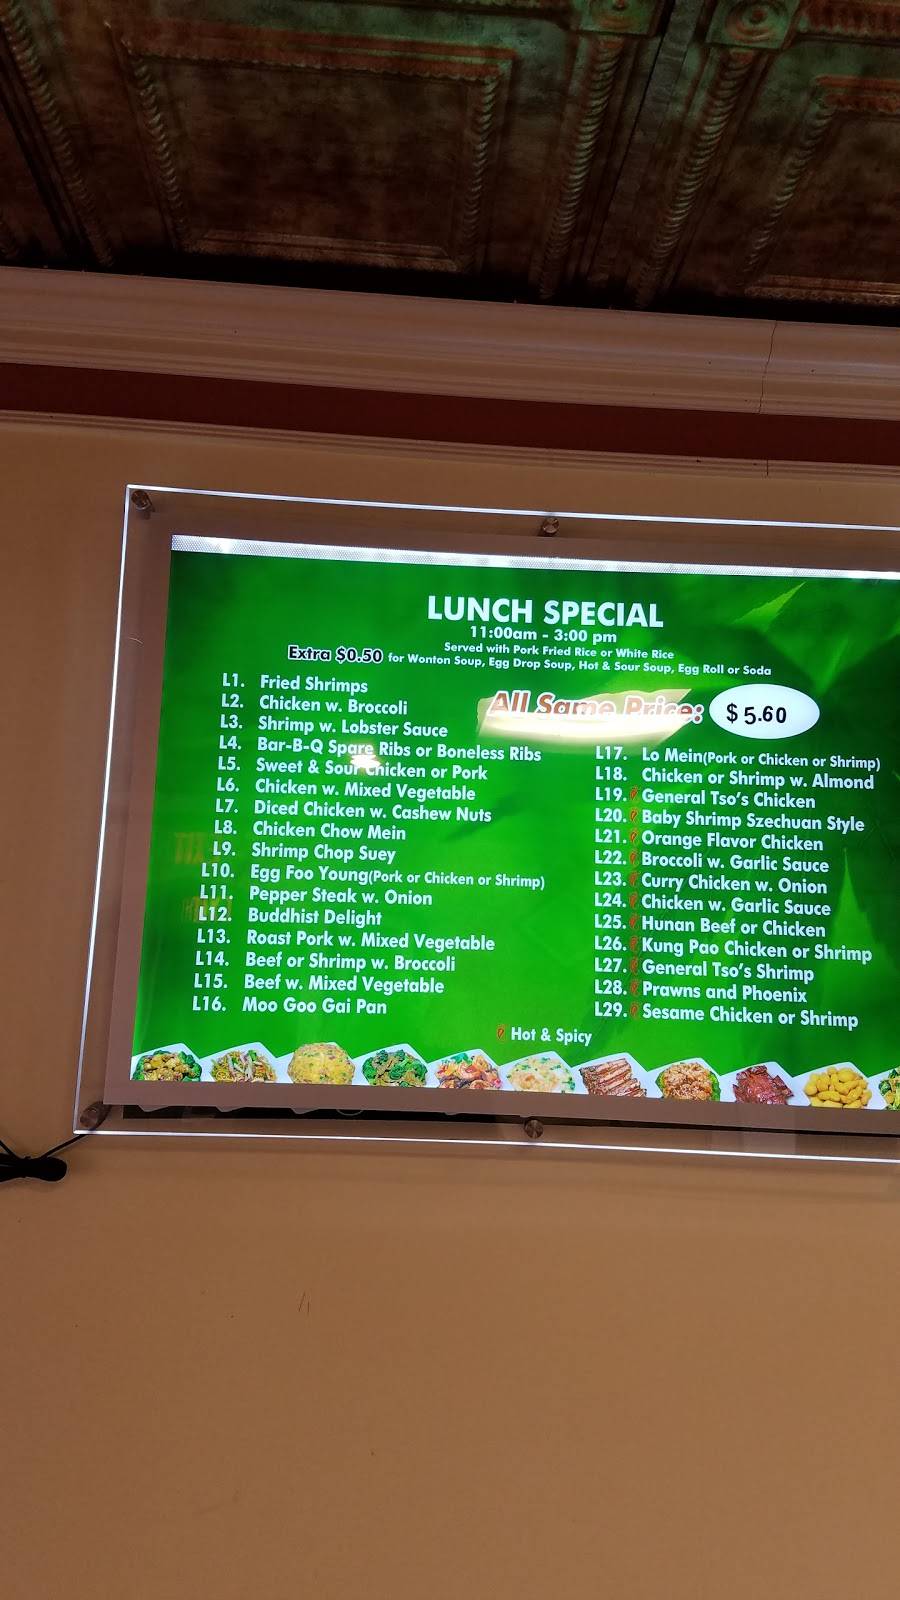 LUNCH SPECIAL
11:00am - 3:00 pm
Served with Pork Fried Rice or White Rice
Extra $0.50 for Wonton Soup, Egg Drop Soup, Hot & Sour Soup, Egg Roll or Soda
All Same Price: $5.60
L1. Fried Shrimps
L2. Chicken w. Broccoli
L3. Shrimp w. Lobster Sauce
L4. Bar-B-Q Spare Ribs or Boneless Ribs
L5. Sweet & Sour Chicken or Pork
L6. Chicken w. Mixed Vegetable
L7. Diced Chicken w. Cashew Nuts
L8. Chicken Chow Mein
L9. Shrimp Chop Suey
L10. Egg Foo Young(Pork or Chicken or Shrimp)
L11. Pepper Steak w. Onion
L12. Buddhist Delight
L13. Roast Pork w. Mixed Vegetable
L14. Beef or Shrimp w. Broccoli
L15. Beef w. Mixed Vegetable
L16. Moo Goo Gai Pan
L17. Lo Mein(Pork or Chicken or Shrimp)
L18. Chicken or Shrimp w. Almond
L19. General Tso's Chicken
L20. Baby Shrimp Szechuan Style
L21. Orange Flavor Chicken
L22. Broccoli w. Garlic Sauce
L23. Curry Chicken w. Onion
L24. Chicken w. Garlic Sauce
L25. Hunan Beef or Chicken
L26. Kung Pao Chicken or Shrimp
L27. General Tso's Shrimp
L28. Prawns and Phoenix
L29. Sesame Chicken or Shrimp
Hot & Spicy